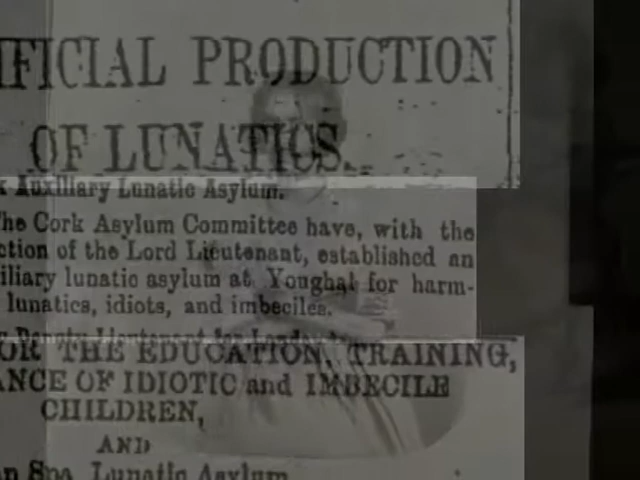 IFICIAL PRODUCTION
OF LUNATICS.
Auxiliary Lunatic Asylum.
he Cork Asylum Committee have, with the
ction of the Lord Lieutenant, established an
iliary lunatic asylum at Youghal for harm-
lunatics, idiots, and imbeciles.
OR THE EDUCATION, TRAINING,
ANCE OF IDIOTIC and IMBECILE
CHILDREN,
AND
Spa Lunatic Asylum